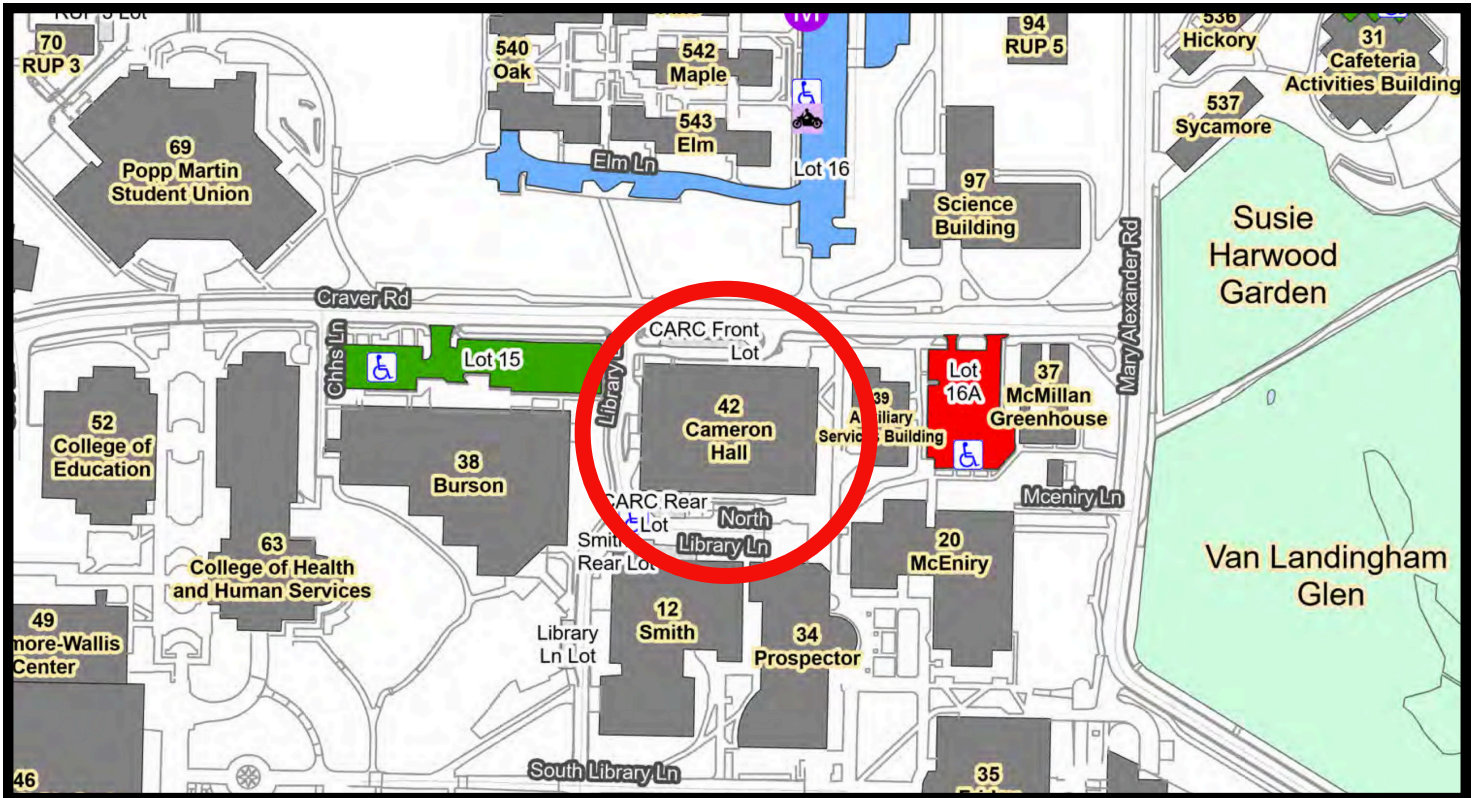 RUP 3 Lot
70
RUP 3
540
Oak
542
Maple
M
94
RUP 5
536
Hickory
31
Cafeteria
Activities Building
537
Sycamore
543
Elm
Elm Ln
Lot 16
69
Popp Martin
Student Union
97
Science
Building
Susie
Harwood
Garden
Mary Alexander Rd
Craver Rd
Chhs Ln
Lot 15
Library
CARC Front
Lot
42
Cameron
Hall
39
Services Building
Lot
16A
37
McMillan
Greenhouse
52
College of
Education
38
Burson
CARC Rear
Lot
North
Library Ln
Mceniry Ln
Rear Lot
20
McEniry
63
College of Health
and Human Services
Van Landingham
Glen
49
more-Wallis
Center
12
Smith
Library
Ln Lot
34
Prospector
South Library Ln
46
35